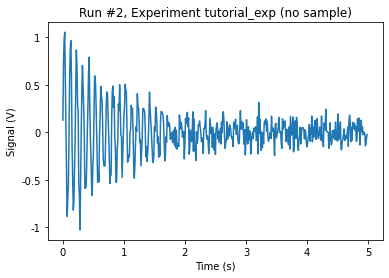 Run #2, Experiment tutorial_exp (no sample)
Signal (V)
1
0.5
0
-0.5
-1
0 1 2 3 4 5
Time (s)